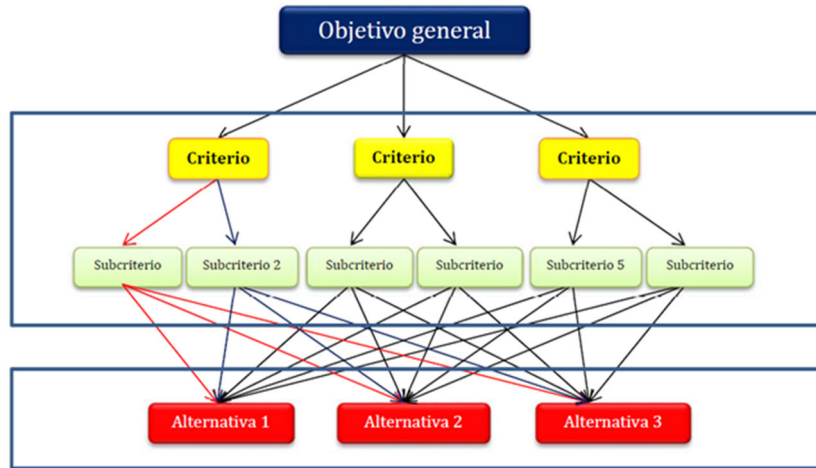 Objetivo general
Criterio
Criterio
Criterio
Subcriterio
Subcriterio 2
Subcriterio
Subcriterio
Subcriterio 5
Subcriterio
Alternativa 1
Alternativa 2
Alternativa 3